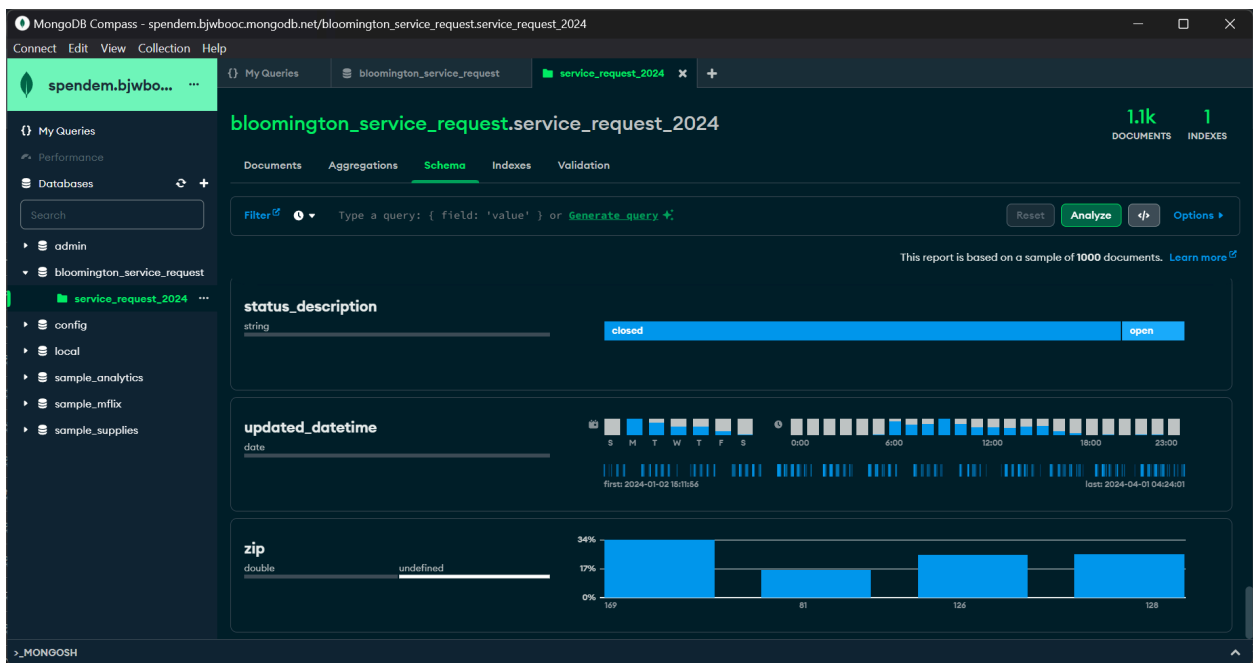 MongoDB Compass - spendem.bjwbooc.mongodb.net/bloomington_service_request.service_request_2024
Connect Edit View Collection Help
spendem.bjwbo... ...
{} My Queries
Performance
Databases
Search
admin
bloomington_service_request
service_request_2024 ...
config
local
sample_analytics
sample_mflix
sample_supplies
{} My Queries
bloomington_service_request
service_request_2024
bloomington_service_request.service_request_2024
1.1k
DOCUMENTS
1
INDEXES
Documents Aggregations Schema Indexes Validation
Filter Type a query: { field: 'value' } or Generate query
Reset Analyze </> Options
This report is based on a sample of 1000 documents. Learn more
status_description
string
closed open
updated_datetime
date
S M T W T F S
0:00 6:00 12:00 18:00 23:00
first: 2024-01-02 15:11:56 last: 2024-04-01 04:24:01
zip
double undefined
34%
17%
0%
169 81 126 128
>_MONGOSH